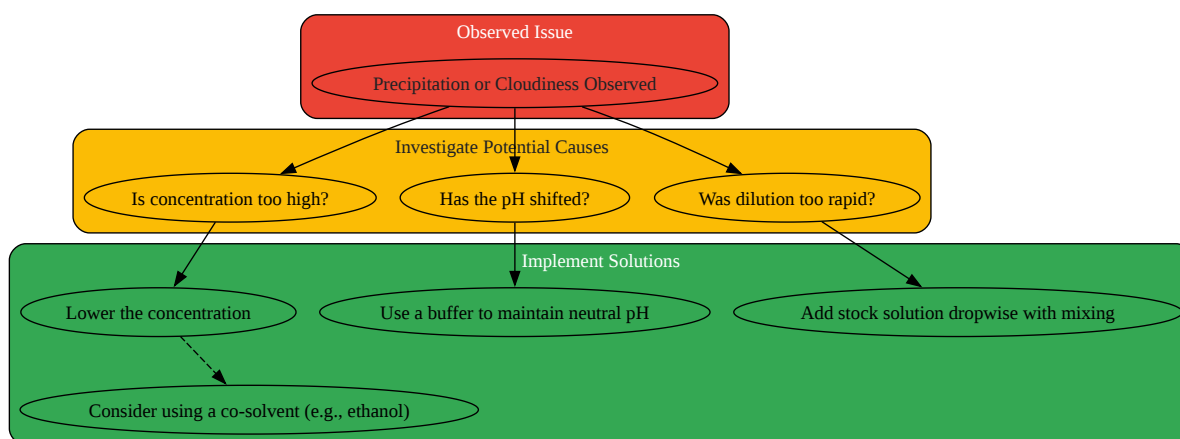 Observed Issue
Precipitation or Cloudiness Observed
Investigate Potential Causes
Is concentration too high?
Has the pH shifted?
Was dilution too rapid?
Implement Solutions
Lower the concentration
Use a buffer to maintain neutral pH
Add stock solution dropwise with mixing
Consider using a co-solvent (e.g., ethanol)